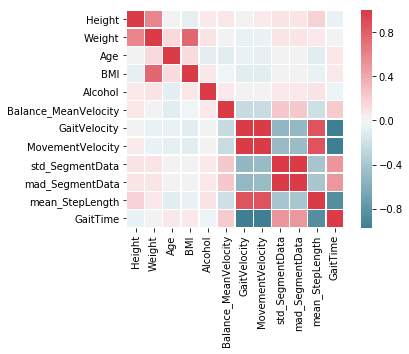 Height
Weight
Age
BMI
Alcohol
Balance_MeanVelocity
GaitVelocity
MovementVelocity
std_SegmentData
mad_SegmentData
mean_StepLength
GaitTime
Height
Weight
Age
BMI
Alcohol
Balance_MeanVelocity
GaitVelocity
MovementVelocity
std_SegmentData
mad_SegmentData
mean_StepLength
GaitTime
0.8
0.4
0.0
−0.4
−0.8